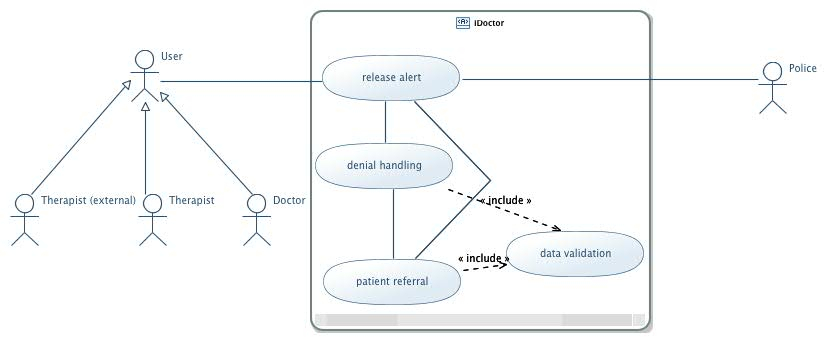 IDoctor
User
release alert
Police
denial handling
Therapist (external)
Therapist
Doctor
« include »
data validation
« include »
patient referral